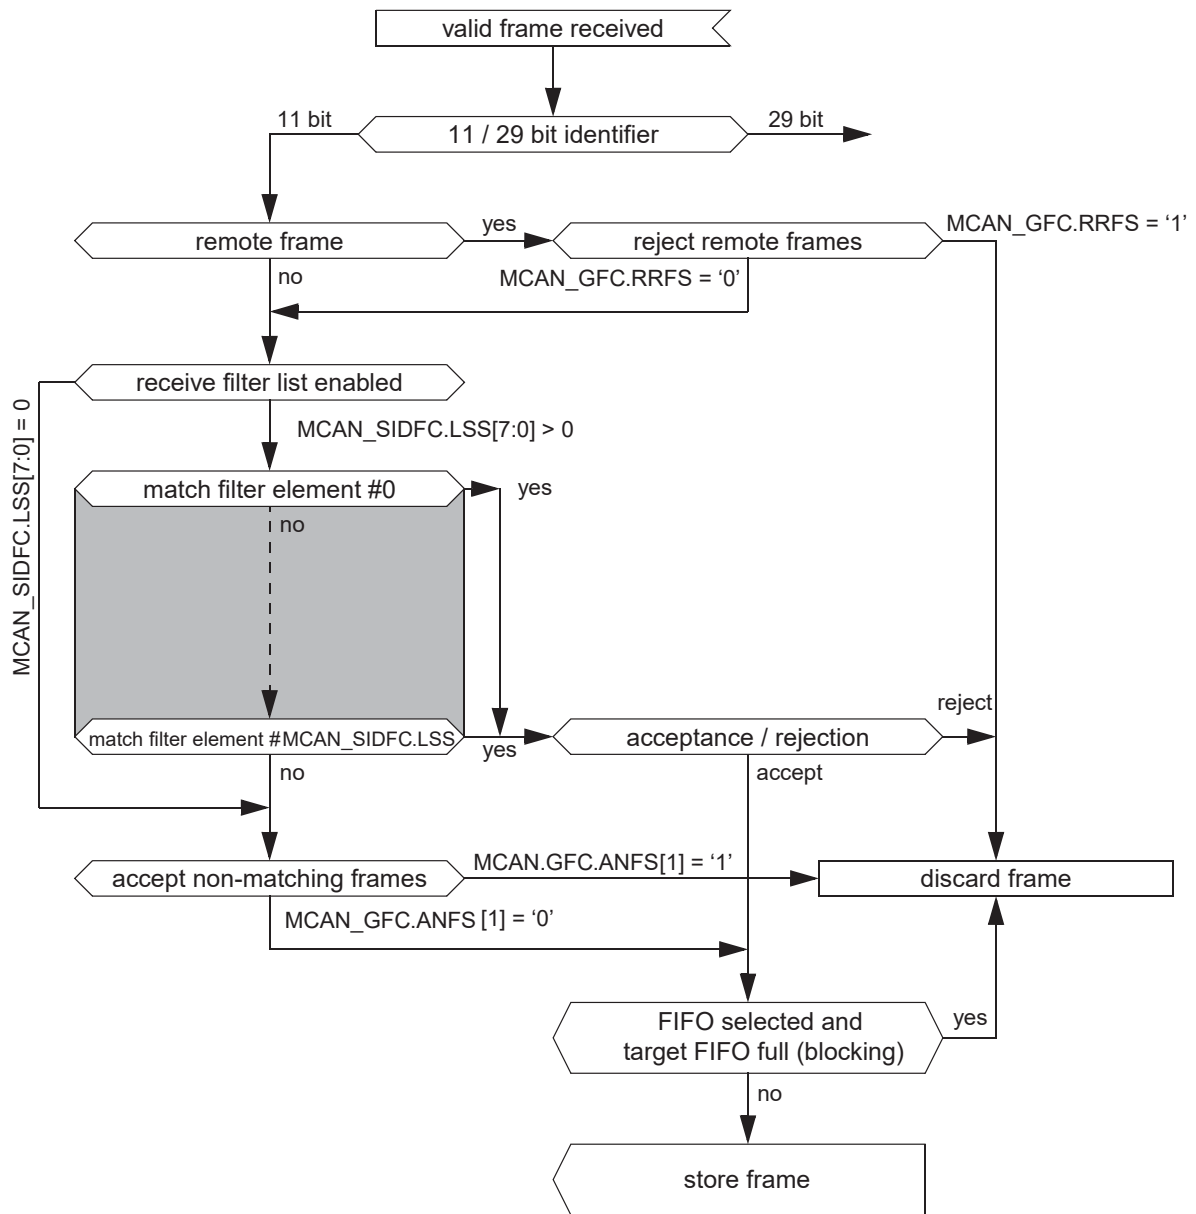 valid frame received
11 bit
11 / 29 bit identifier
29 bit
remote frame
yes
reject remote frames
MCAN_GFC.RRFS = ‘1’
no
MCAN_GFC.RRFS = ‘0’
receive filter list enabled
MCAN_SIDFC.LSS[7:0] = 0
MCAN_SIDFC.LSS[7:0] > 0
match filter element #0
yes
no
reject
match filter element #MCAN_SIDFC.LSS
yes
acceptance / rejection
no
accept
accept non-matching frames
MCAN.GFC.ANFS[1] = ‘1’
discard frame
MCAN_GFC.ANFS [1] = ‘0’
FIFO selected and
target FIFO full (blocking)
yes
no
store frame